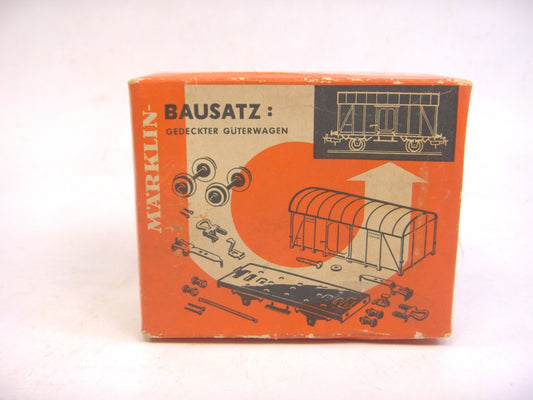 MÄRKLIN-
BAUSATZ:
GEDECKTER GÜTERWAGEN